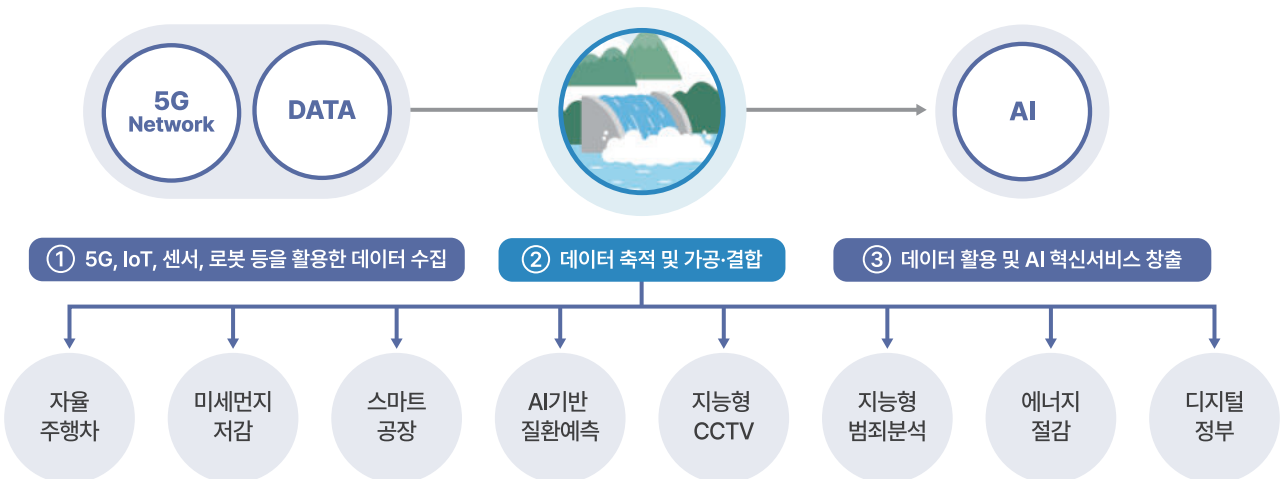 5G
Network
DATA
AI
① 5G, IoT, 센서, 로봇 등을 활용한 데이터 수집
② 데이터 축적 및 가공·결합
③ 데이터 활용 및 AI 혁신서비스 창출
자율
주행차
미세먼지
저감
스마트
공장
AI기반
질환예측
지능형
CCTV
지능형
범죄분석
에너지
절감
디지털
정부